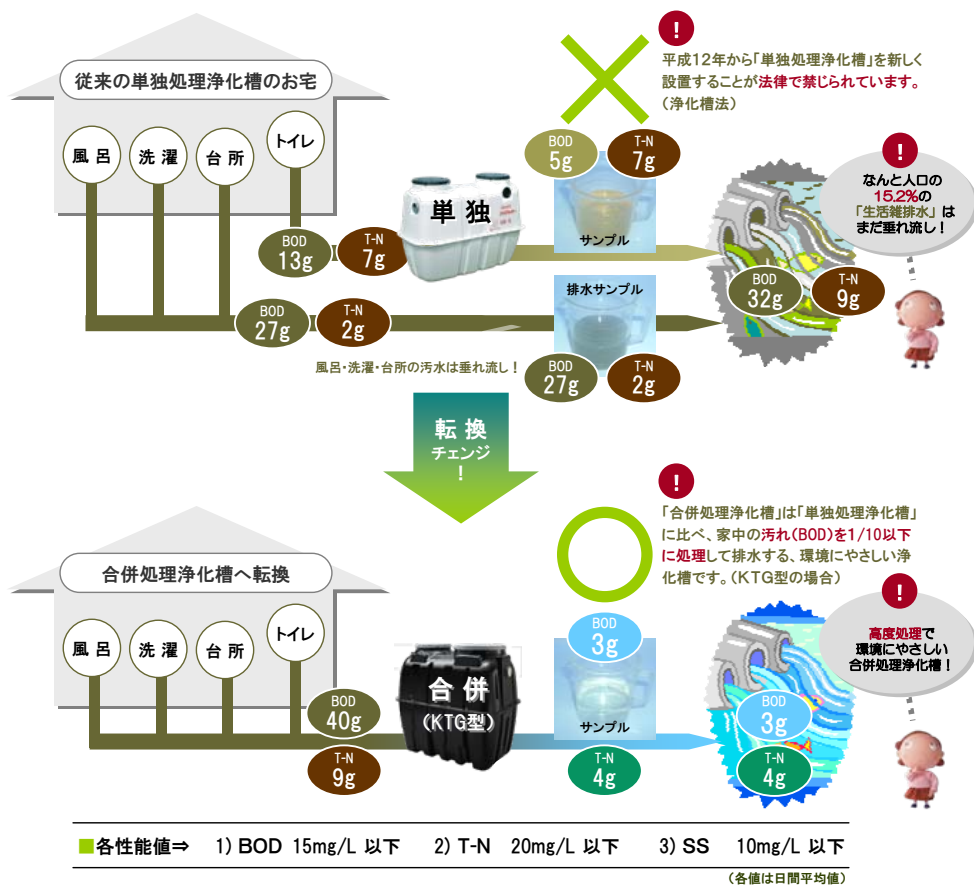 従来の単独処理浄化槽のお宅
風呂
洗濯
台所
トイレ
平成12年から「単独処理浄化槽」を新しく
設置することが法律で禁じられています。
(浄化槽法)
!
BOD
5g
T-N
7g
サンプル
単独
BOD
13g
T-N
7g
!
なんと人口の
15.2%の
「生活雑排水」は
まだ垂れ流し!
BOD
32g
T-N
9g
BOD
27g
T-N
2g
排水サンプル
BOD
27g
T-N
2g
風呂・洗濯・台所の汚水は垂れ流し!
転換
チェンジ
!
!
「合併処理浄化槽」は「単独処理浄化槽」
に比べ、家中の汚れ(BOD)を1/10以下
に処理して排水する、環境にやさしい浄
化槽です。(KTG型の場合)
合併処理浄化槽へ転換
風呂
洗濯
台所
トイレ
BOD
40g
T-N
9g
合併
(KTG型)
BOD
3g
サンプル
T-N
4g
BOD
3g
T-N
4g
!
高度処理で
環境にやさしい
合併処理浄化槽!
■各性能値⇒ 1) BOD 15mg/L 以下 2) T-N 20mg/L 以下 3) SS 10mg/L 以下
(各値は日間平均値)